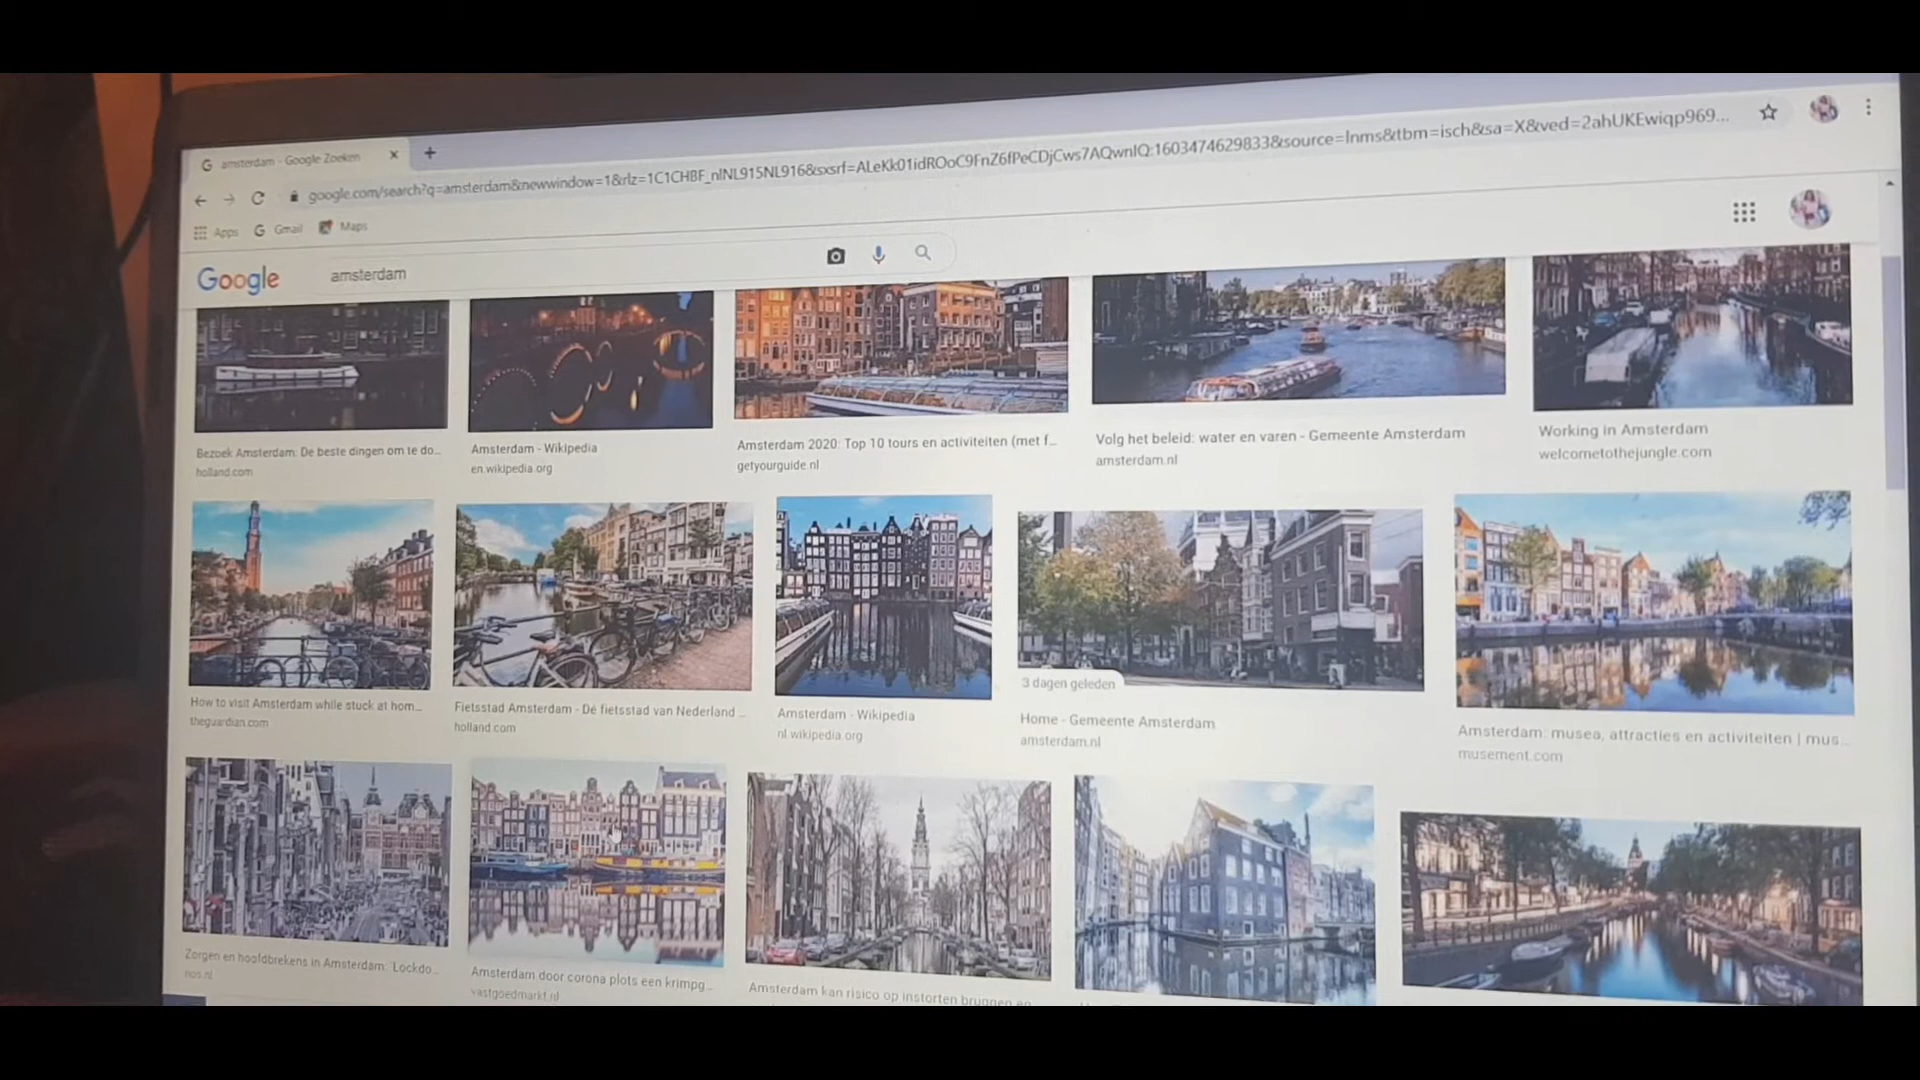 amsterdam - Google Zoeken
google.com/search?q=amsterdam&newwindow=1&rlz=1C1CHBF_nlNL915NL916&sxsrf=ALeKk01idROoC9FnZ6fPeCDjCws7AQwnIQ:1603474629833&source=lnms&tbm=isch&sa=X&ved=2ahUKEwiqp969...
Apps Gmail Maps
Google amsterdam
Bezoek Amsterdam: De beste dingen om te do...
holland.com
Amsterdam - Wikipedia
en.wikipedia.org
Amsterdam 2020: Top 10 tours en activiteiten (met f...
getyourguide.nl
Volg het beleid: water en varen - Gemeente Amsterdam
amsterdam.nl
Working in Amsterdam
welcometothejungle.com
How to visit Amsterdam while stuck at hom...
theguardian.com
Fietsstad Amsterdam - Dé fietsstad van Nederland ...
holland.com
Amsterdam - Wikipedia
nl.wikipedia.org
3 dagen geleden
Home - Gemeente Amsterdam
amsterdam.nl
Amsterdam: musea, attracties en activiteiten | mus...
musement.com
Zorgen en hoofdbrekens in Amsterdam: 'Lockdo...
nos.nl
Amsterdam door corona plots een krimpg...
vastgoedmarkt.nl
Amsterdam kan risico op instorten bruggen en